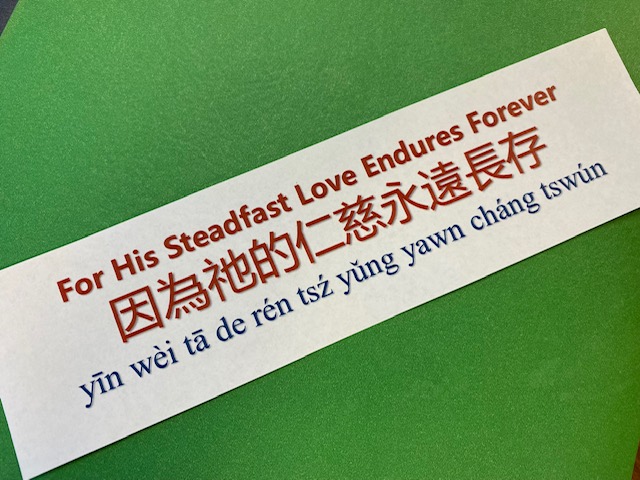 For His Steadfast Love Endures Forever
因為祂的仁慈永遠長存
yīn wèi tā de rén tsź yǔng yawn cháng tswún